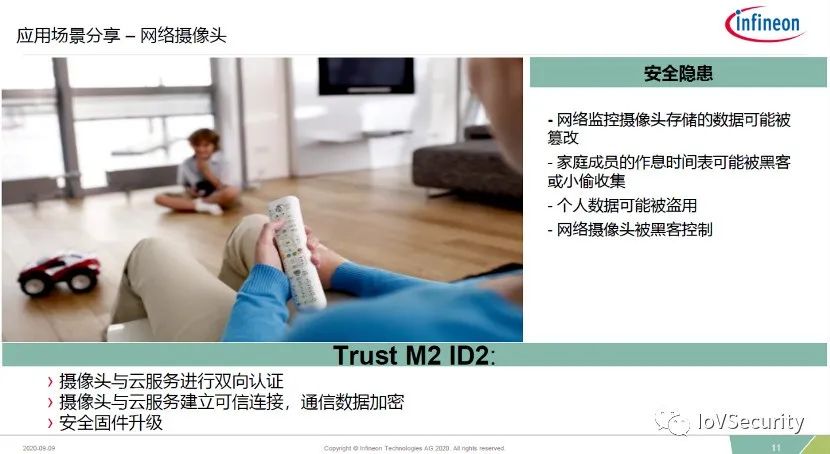 应用场景分享 – 网络摄像头
infineon
安全隐患
- 网络监控摄像头存储的数据可能被
篡改
- 家庭成员的作息时间表可能被黑客
或小偷收集
- 个人数据可能被盗用
- 网络摄像头被黑客控制
Trust M2 ID2:
› 摄像头与云服务进行双向认证
› 摄像头与云服务建立可信连接，通信数据加密
› 安全固件升级
IoVSecurity
2020-09-09
Copyright © Infineon Technologies AG 2020. All rights reserved.
11